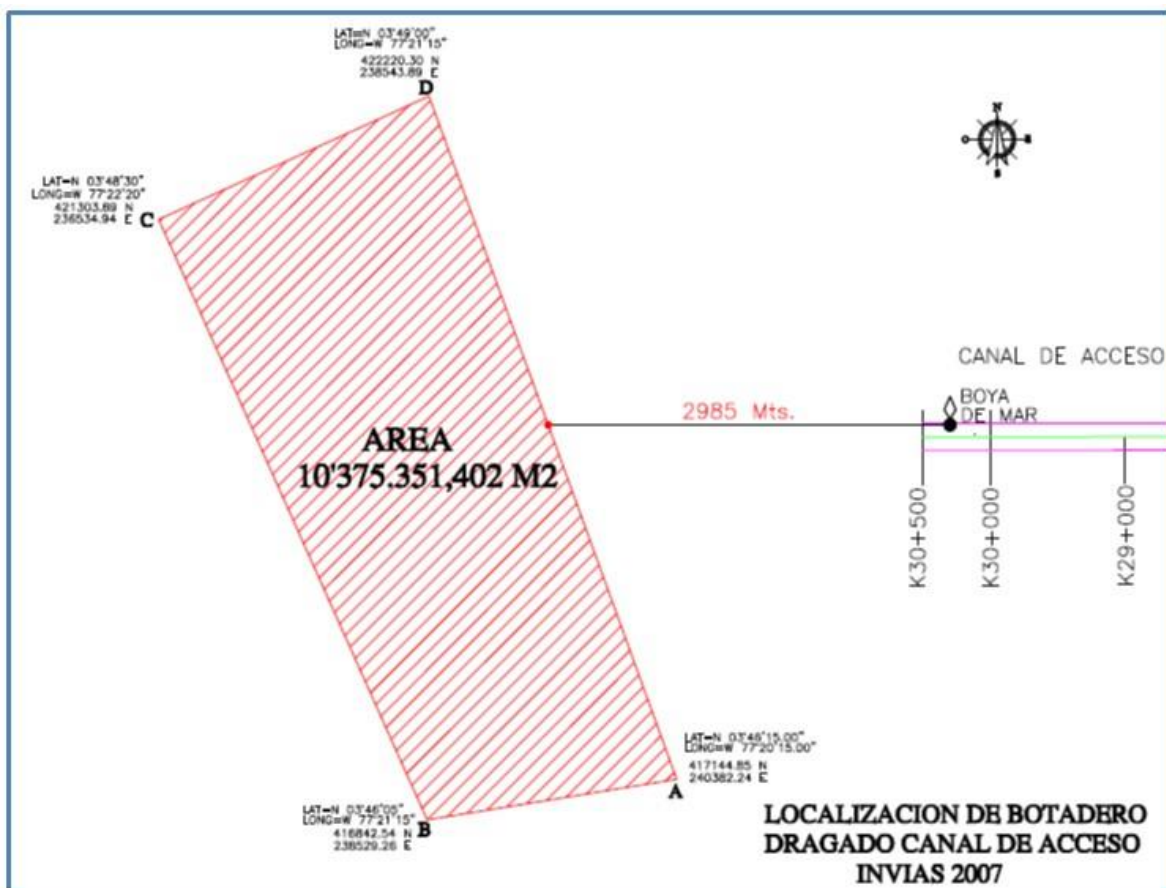 LAT=N 03°49'00"
LONG=W 77°21'15"
422220.30 N
238543.89 E
D
LAT=N 03°48'30"
LONG=W 77°22'20"
421303.89 N
236534.94 E
C
N
O
E
S
CANAL DE ACCESO
BOYA
DE MAR
2985 Mts.
AREA
10'375.351,402 M2
K30+500
K30+000
K29+000
LAT=N 03°46'15.00"
LONG=W 77°20'15.00"
417144.85 N
240382.24 E
A
LAT=N 03°46'05"
LONG=W 77°21'15"
416842.54 N
238529.26 E
B
LOCALIZACION DE BOTADERO
DRAGADO CANAL DE ACCESO
INVIAS 2007